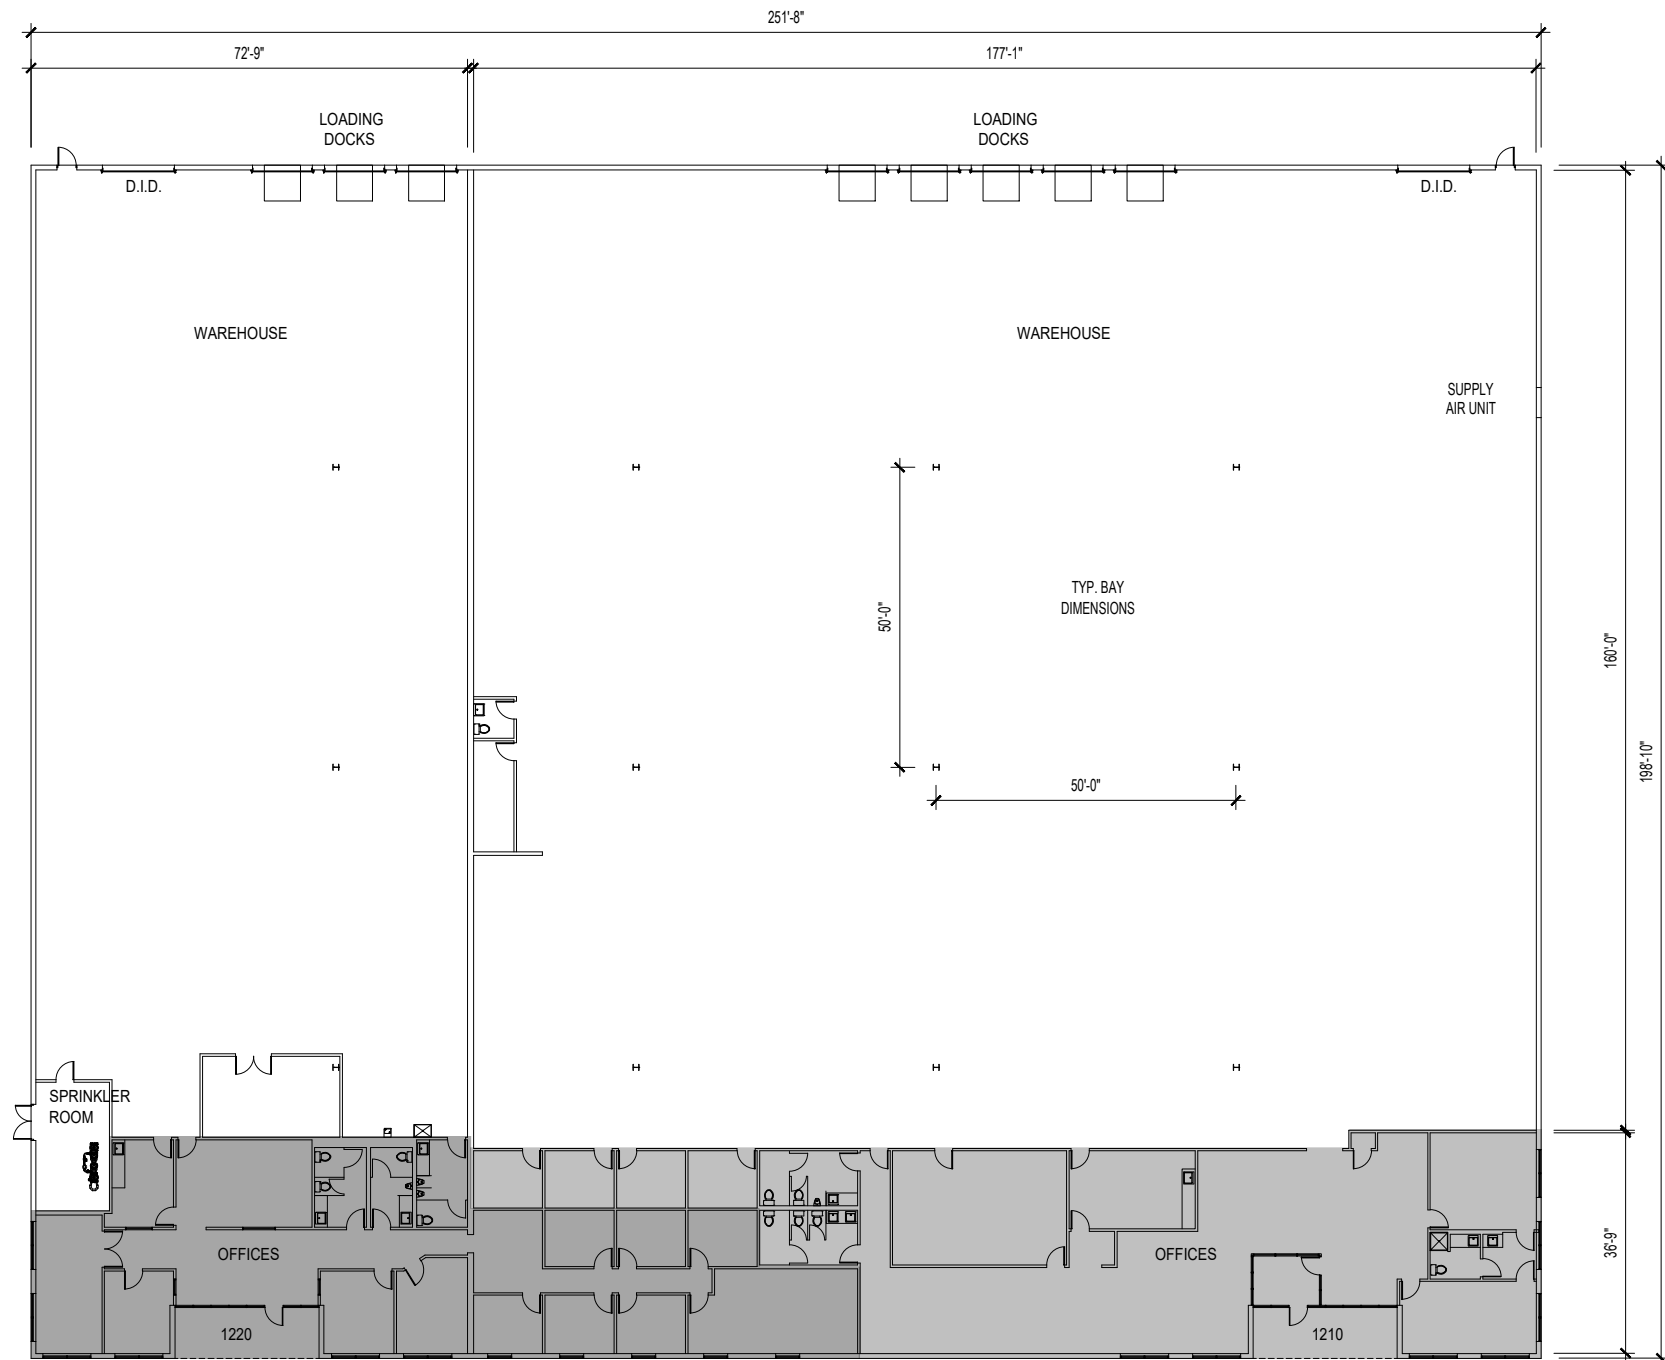 251'-8"
72'-9"
177'-1"
LOADING
DOCKS
LOADING
DOCKS
D.I.D.
D.I.D.
WAREHOUSE
WAREHOUSE
SUPPLY
AIR UNIT
TYP. BAY
DIMENSIONS
50'-0"
160'-0"
198'-10"
50'-0"
SPRINKLER
ROOM
OFFICES
OFFICES
36'-9"
1220
1210